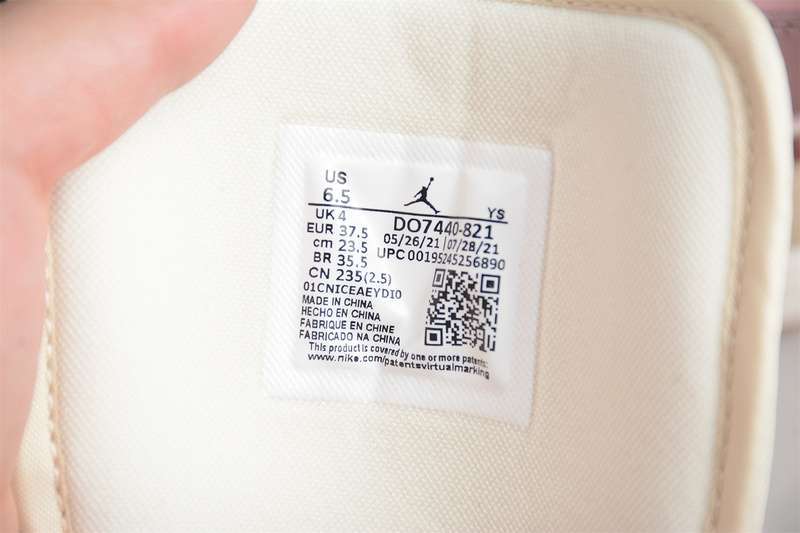 US
6.5
YS
UK 4
EUR 37.5
cm 23.5
BR 35.5
CN 235(2.5)
DO7440-821
05/26/21 07/28/21
UPC 00195245256890
01CNICEAEYDI0
MADE IN CHINA
HECHO EN CHINA
FABRIQUE EN CHINE
FABRICADO NA CHINA
This product is covered by one or more patents:
www.nike.com/patentsvirtualmarking